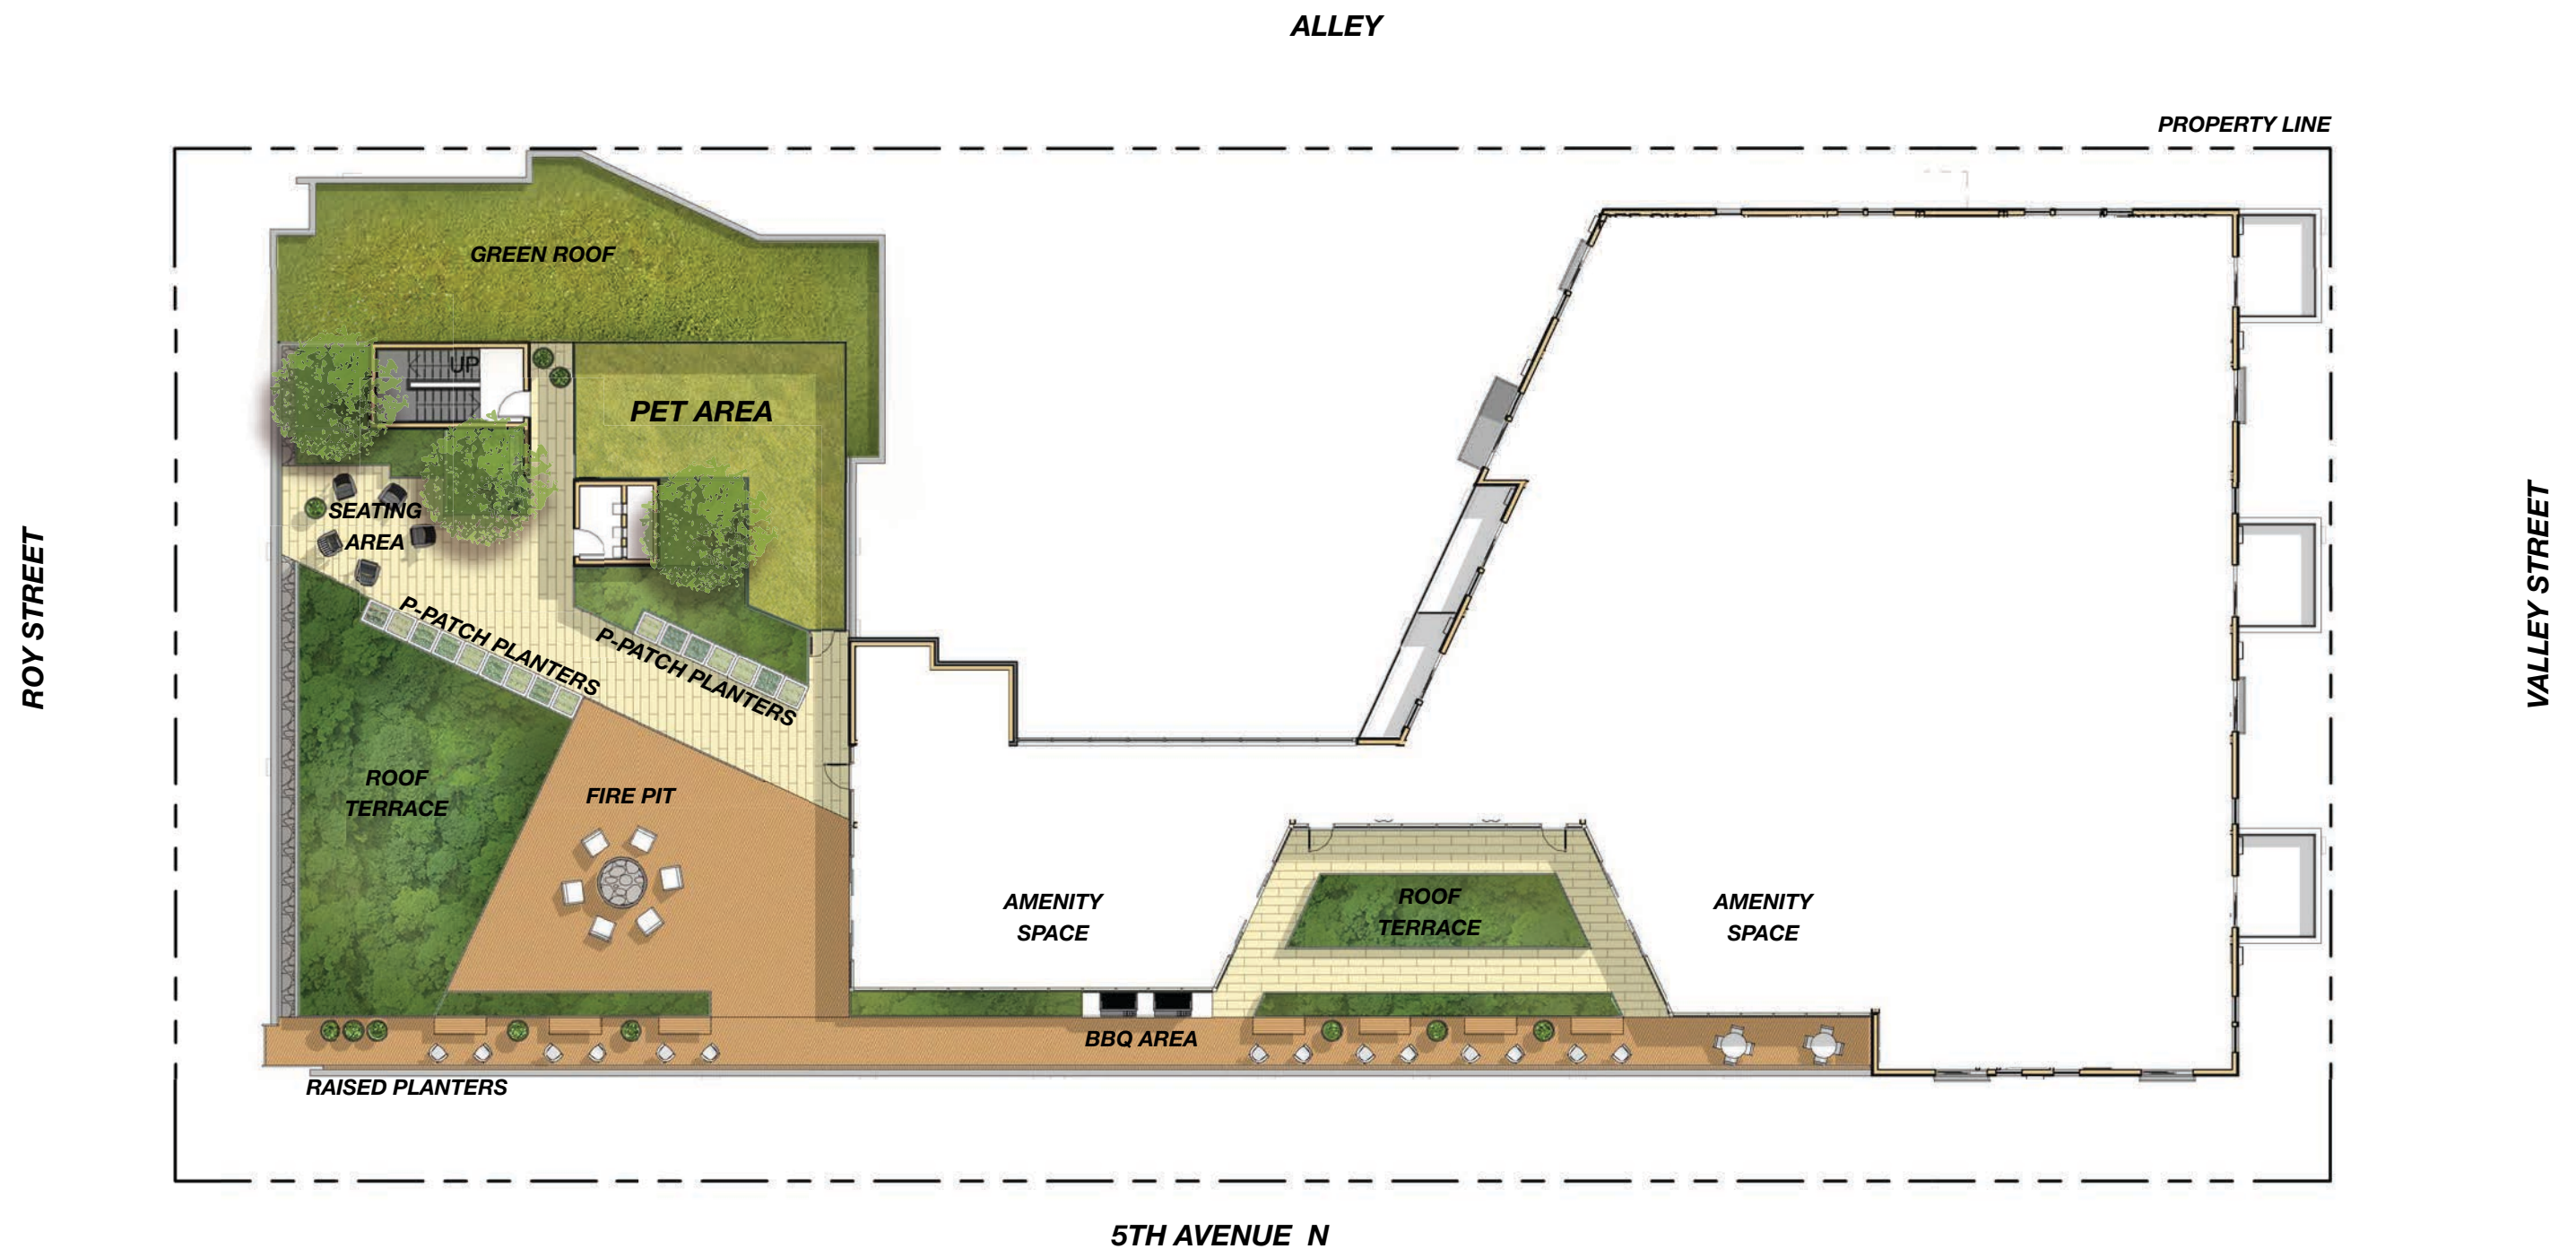 ALLEY
PROPERTY LINE
GREEN ROOF
UP
PET AREA
SEATING
AREA
ROY STREET
VALLEY STREET
P-PATCH PLANTERS
P-PATCH PLANTERS
ROOF
TERRACE
FIRE PIT
AMENITY
SPACE
ROOF
TERRACE
AMENITY
SPACE
BBQ AREA
RAISED PLANTERS
5TH AVENUE N